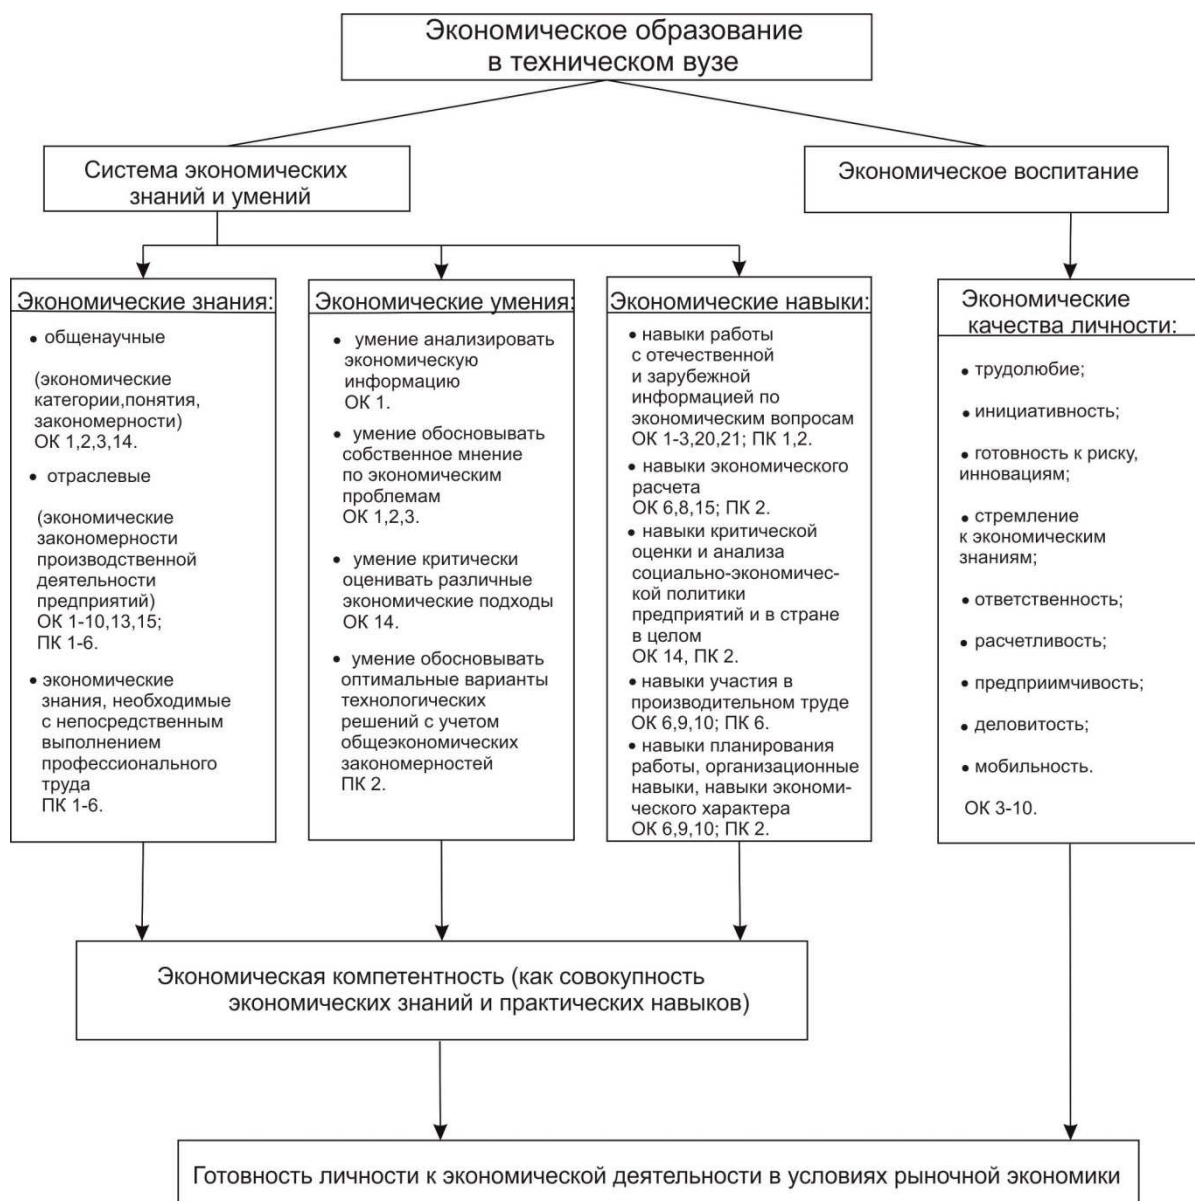 Экономическое образование
в техническом вузе
Система экономических
знаний и умений
Экономическое воспитание
Экономические знания:
• общенаучные
(экономические
категории,понятия,
закономерности)
ОК 1,2,3,14.
• отраслевые
(экономические
закономерности
производственной
деятельности
предприятий)
ОК 1-10,13,15;
ПК 1-6.
• экономические
знания, необходимые
с непосредственным
выполнением
профессионального
труда
ПК 1-6.
Экономические умения:
• умение анализировать
экономическую
информацию
ОК 1.
• умение обосновывать
собственное мнение
по экономическим
проблемам
ОК 1,2,3.
• умение критически
оценивать различные
экономические подходы
ОК 14.
• умение обосновывать
оптимальные варианты
технологических
решений с учетом
общеэкономических
закономерностей
ПК 2.
Экономические навыки:
• навыки работы
с отечественной
и зарубежной
информацией по
экономическим вопросам
ОК 1-3,20,21; ПК 1,2.
• навыки экономического
расчета
ОК 6,8,15; ПК 2.
• навыки критической
оценки и анализа
социально-экономичес-
кой политики
предприятий и в стране
в целом
ОК 14, ПК 2.
• навыки участия в
производительном труде
ОК 6,9,10; ПК 6.
• навыки планирования
работы, организационные
навыки, навыки экономи-
ческого характера
ОК 6,9,10; ПК 2.
Экономические
качества личности:
• трудолюбие;
• инициативность;
• готовность к риску,
инновациям;
• стремление
к экономическим
знаниям;
• ответственность;
• расчетливость;
• предприимчивость;
• деловитость;
• мобильность.
ОК 3-10.
Экономическая компетентность (как совокупность
экономических знаний и практических навыков)
Готовность личности к экономической деятельности в условиях рыночной экономики